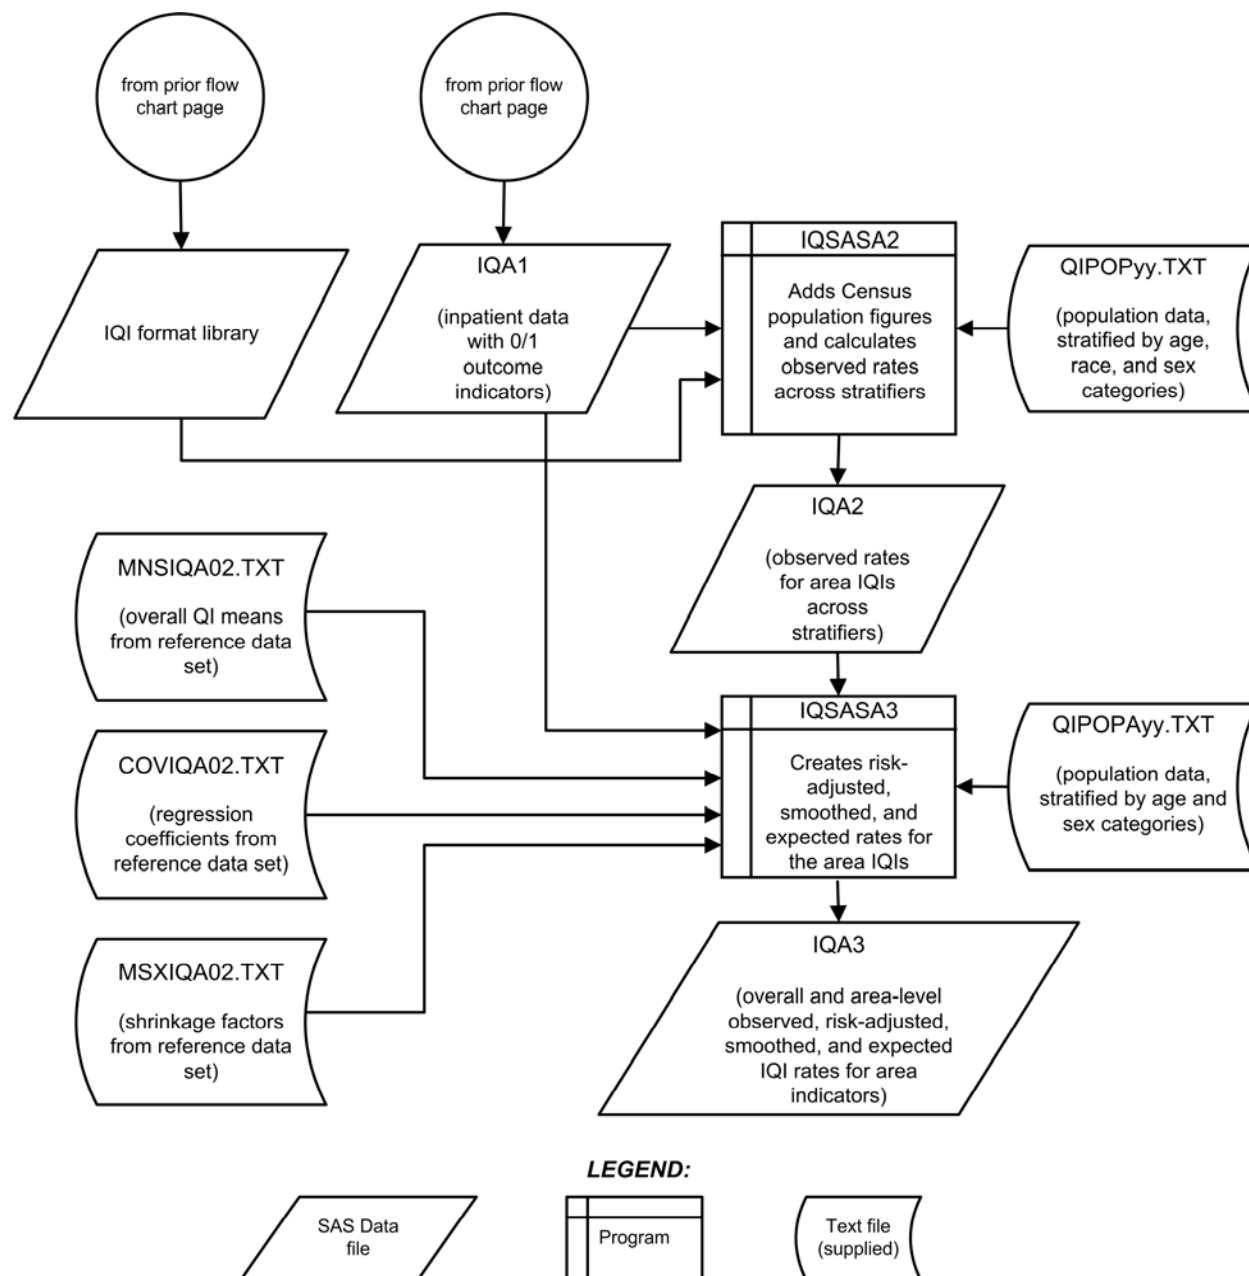 from prior flow
chart page
from prior flow
chart page
IQI format library
IQA1
(inpatient data
with 0/1
outcome
indicators)
IQSASA2
Adds Census
population figures
and calculates
observed rates
across stratifiers
QIPOPyy.TXT
(population data,
stratified by age,
race, and sex
categories)
IQA2
(observed rates
for area IQIs
across
stratifiers)
MNSIQA02.TXT
(overall QI means
from reference data
set)
IQSASA3
Creates risk-
adjusted,
smoothed, and
expected rates for
the area IQIs
QIPOPAyy.TXT
(population data,
stratified by age and
sex categories)
COVIQA02.TXT
(regression
coefficients from
reference data set)
MSXIQA02.TXT
(shrinkage factors
from reference data
set)
IQA3
(overall and area-level
observed, risk-adjusted,
smoothed, and expected
IQI rates for area
indicators)
LEGEND:
SAS Data
file
Program
Text file
(supplied)